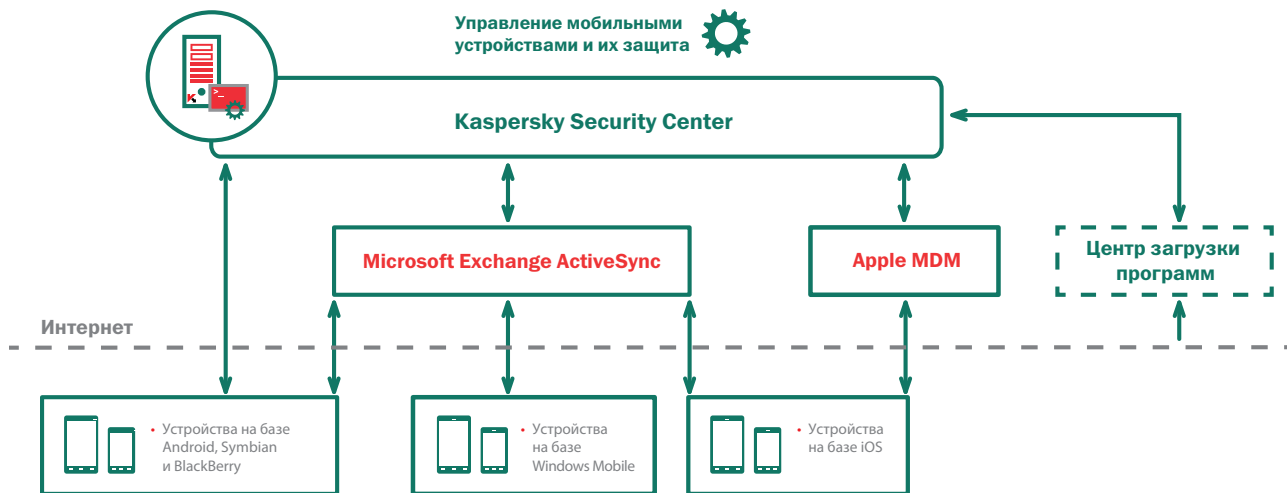 Управление мобильными
устройствами и их защита
>_
K
Kaspersky Security Center
Microsoft Exchange ActiveSync
Apple MDM
Центр загрузки
программ
Интернет
• Устройства на базе
Android, Symbian
и BlackBerry
• Устройства
на базе
Windows Mobile
• Устройства
на базе iOS